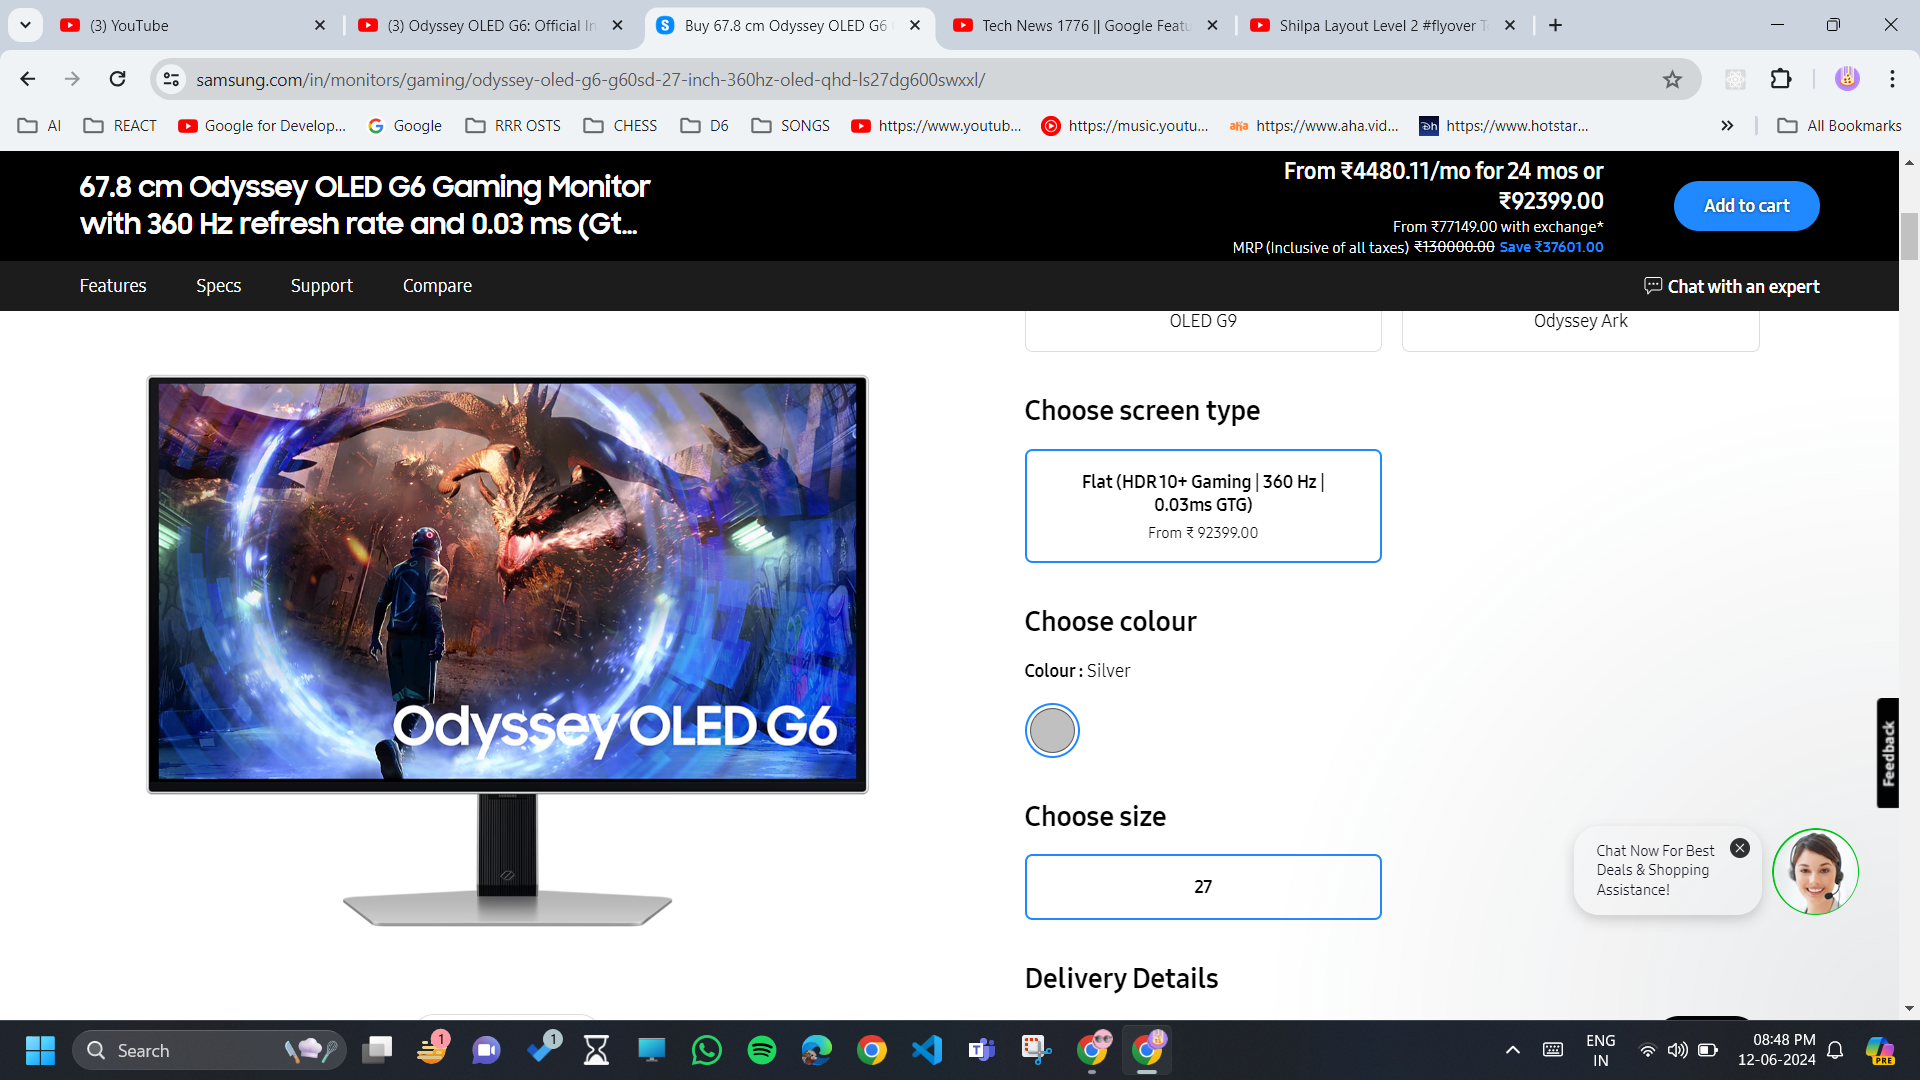 (3) YouTube
(3) Odyssey OLED G6: Official In
Buy 67.8 cm Odyssey OLED G6
Tech News 1776 || Google Featu
Shilpa Layout Level 2 #flyover
samsung.com/in/monitors/gaming/odyssey-oled-g6-g60sd-27-inch-360hz-oled-qhd-ls27dg600swxxl/
AI
REACT
Google for Develop...
Google
RRR OSTS
CHESS
D6
SONGS
https://www.youtub...
https://music.youtu...
aha
https://www.aha.vid...
https://www.hotstar...
All Bookmarks
67.8 cm Odyssey OLED G6 Gaming Monitor
with 360 Hz refresh rate and 0.03 ms (Gt...
From ₹4480.11/mo for 24 mos or
₹92399.00
From ₹77149.00 with exchange*
MRP (Inclusive of all taxes) ₹130000.00 Save ₹37601.00
Add to cart
Features
Specs
Support
Compare
Chat with an expert
OLED G9
Odyssey Ark
Choose screen type
Flat (HDR10+ Gaming | 360 Hz |
0.03ms GTG)
From ₹ 92399.00
Choose colour
Colour : Silver
Odyssey OLED G6
Choose size
27
Feedback
Chat Now For Best
Deals & Shopping
Assistance!
Delivery Details
Search
1
1
ENG
IN
08:48 PM
12-06-2024
PRE